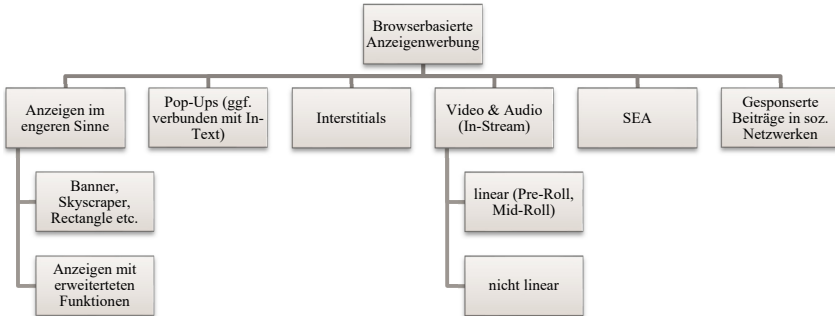 Browserbasierte
Anzeigenwerbung
Anzeigen im
engeren Sinne
Pop-Ups (ggf.
verbunden mit In-
Text)
Interstitials
Video & Audio
(In-Stream)
SEA
Gesponserte
Beiträge in soz.
Netzwerken
Banner,
Skyscraper,
Rectangle etc.
linear (Pre-Roll,
Mid-Roll)
Anzeigen mit
erweiterteten
Funktionen
nicht linear